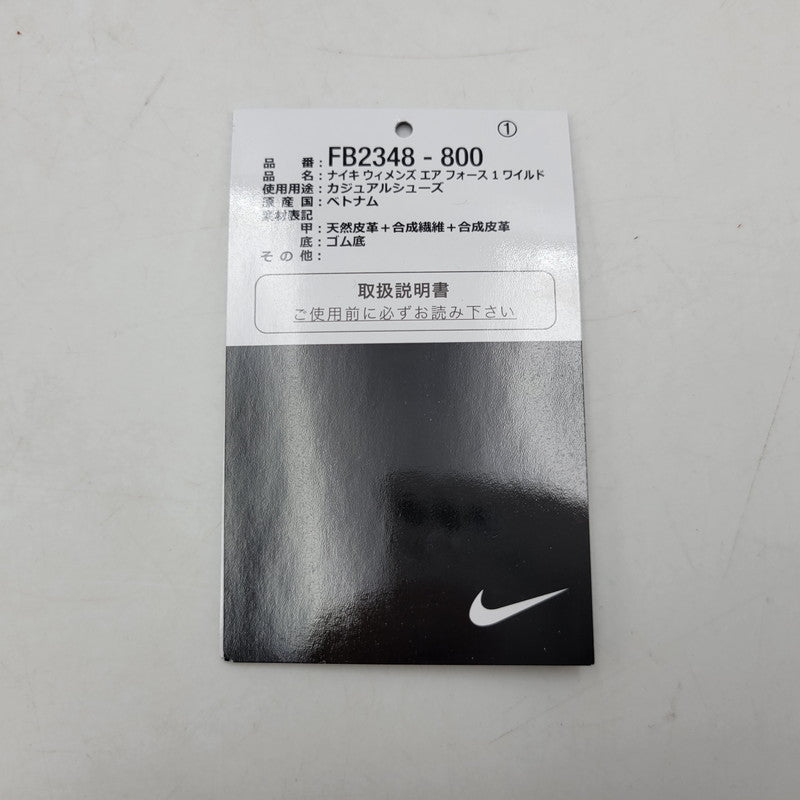 ①
品番：FB2348 - 800
品名：ナイキ ウィメンズ エア フォース 1 ワイルド
使用用途：カジュアルシューズ
原産国：ベトナム
素材表記
甲：天然皮革＋合成繊維＋合成皮革
底：ゴム底
その他：
取扱説明書
ご使用前に必ずお読み下さい